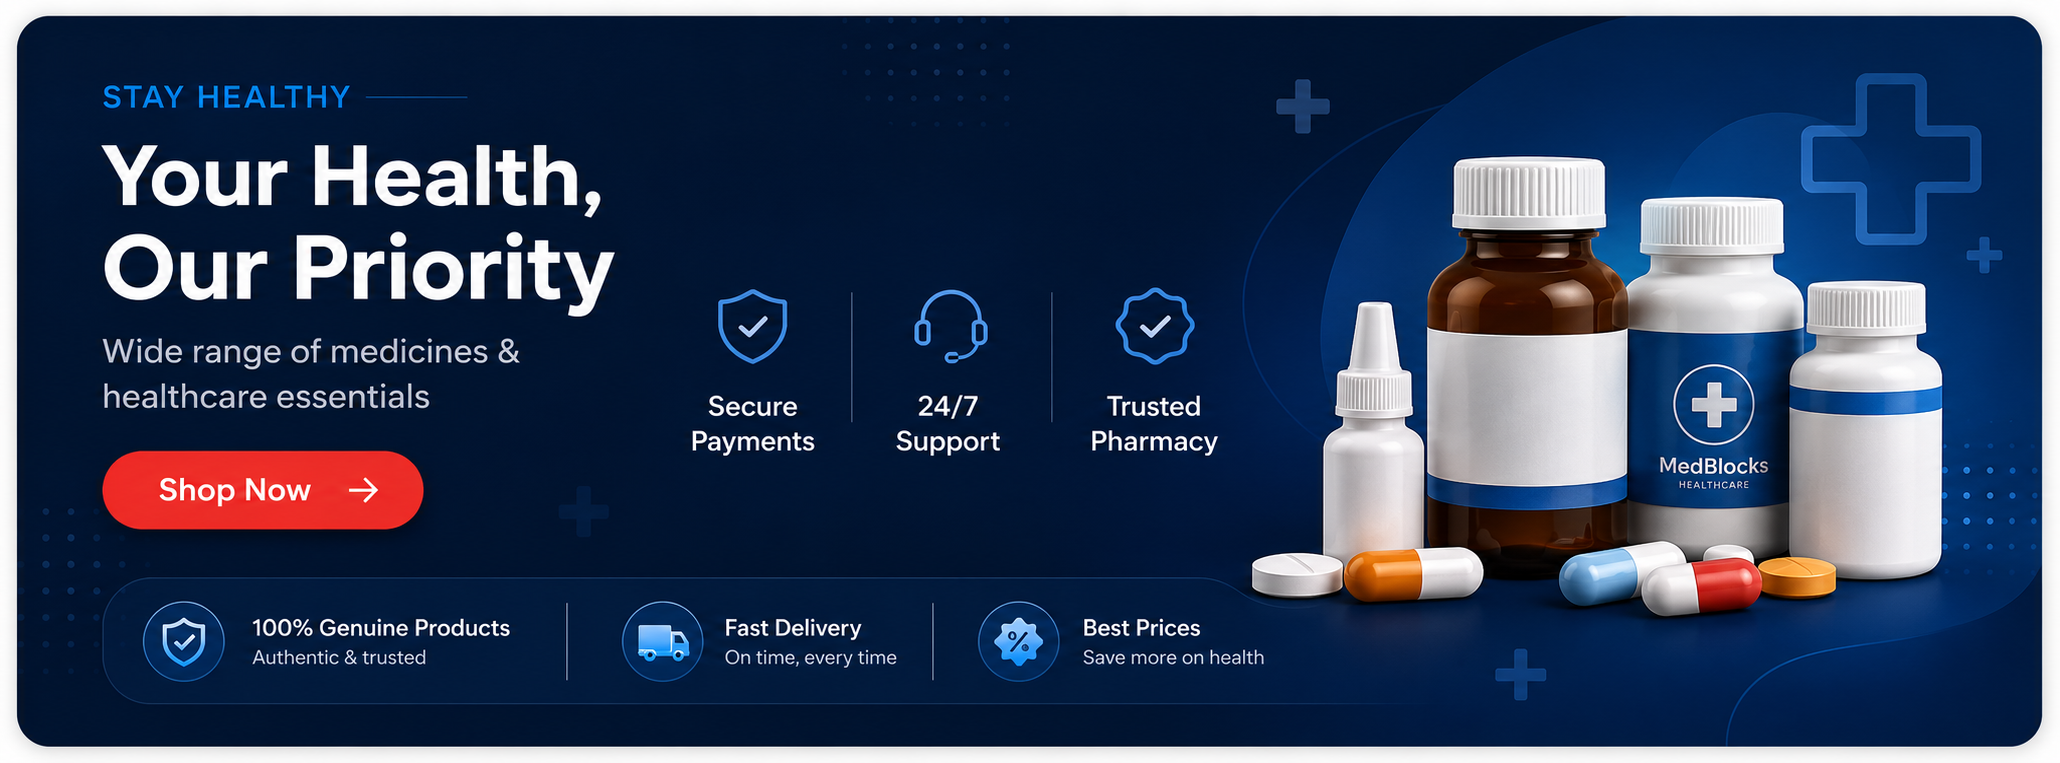 STAY HEALTHY
Your Health,
Our Priority
Wide range of medicines &
healthcare essentials
Shop Now
Secure
Payments
24/7
Support
Trusted
Pharmacy
MedBlocks
HEALTHCARE
100% Genuine Products
Authentic & trusted
Fast Delivery
On time, every time
%
Best Prices
Save more on health